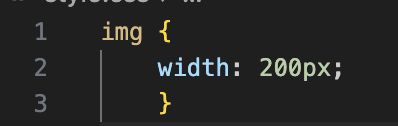 1 img {
2 width: 200px;
3 }